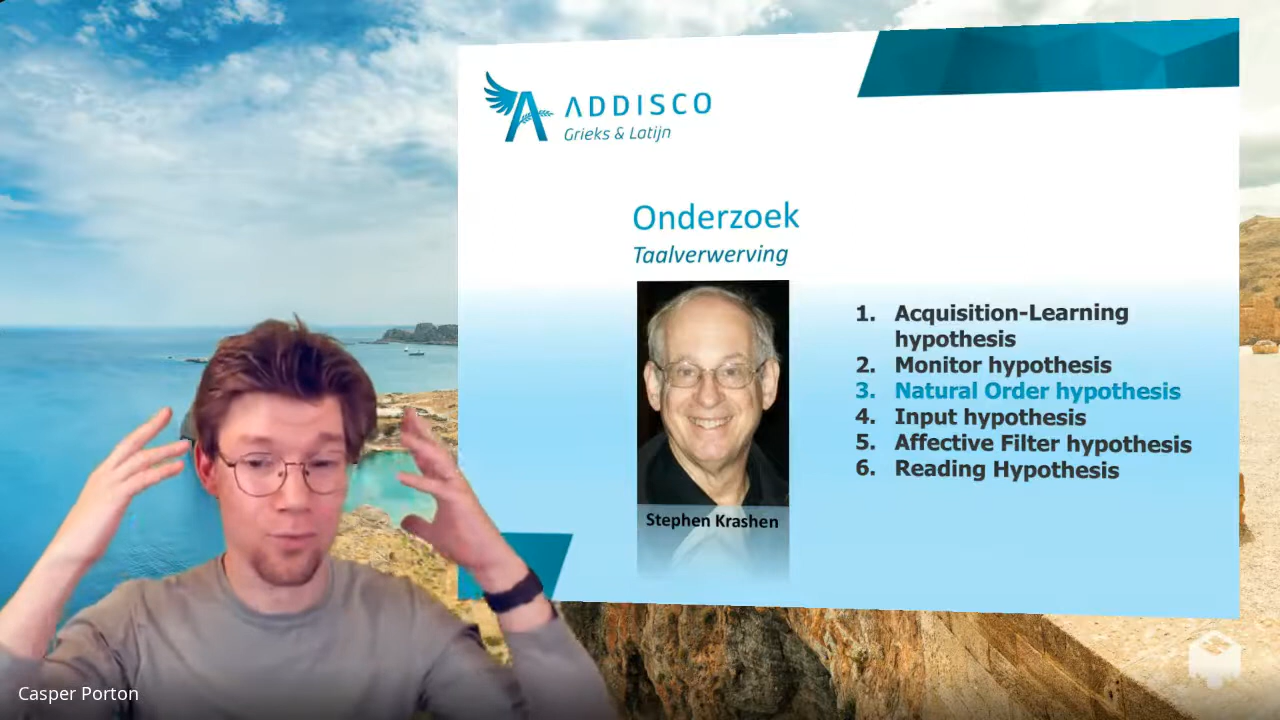 ADDISCO
Grieks & Latijn
Onderzoek
Taalverwerving
1. Acquisition-Learning
hypothesis
2. Monitor hypothesis
3. Natural Order hypothesis
4. Input hypothesis
5. Affective Filter hypothesis
6. Reading Hypothesis
Stephen Krashen
Casper Porton